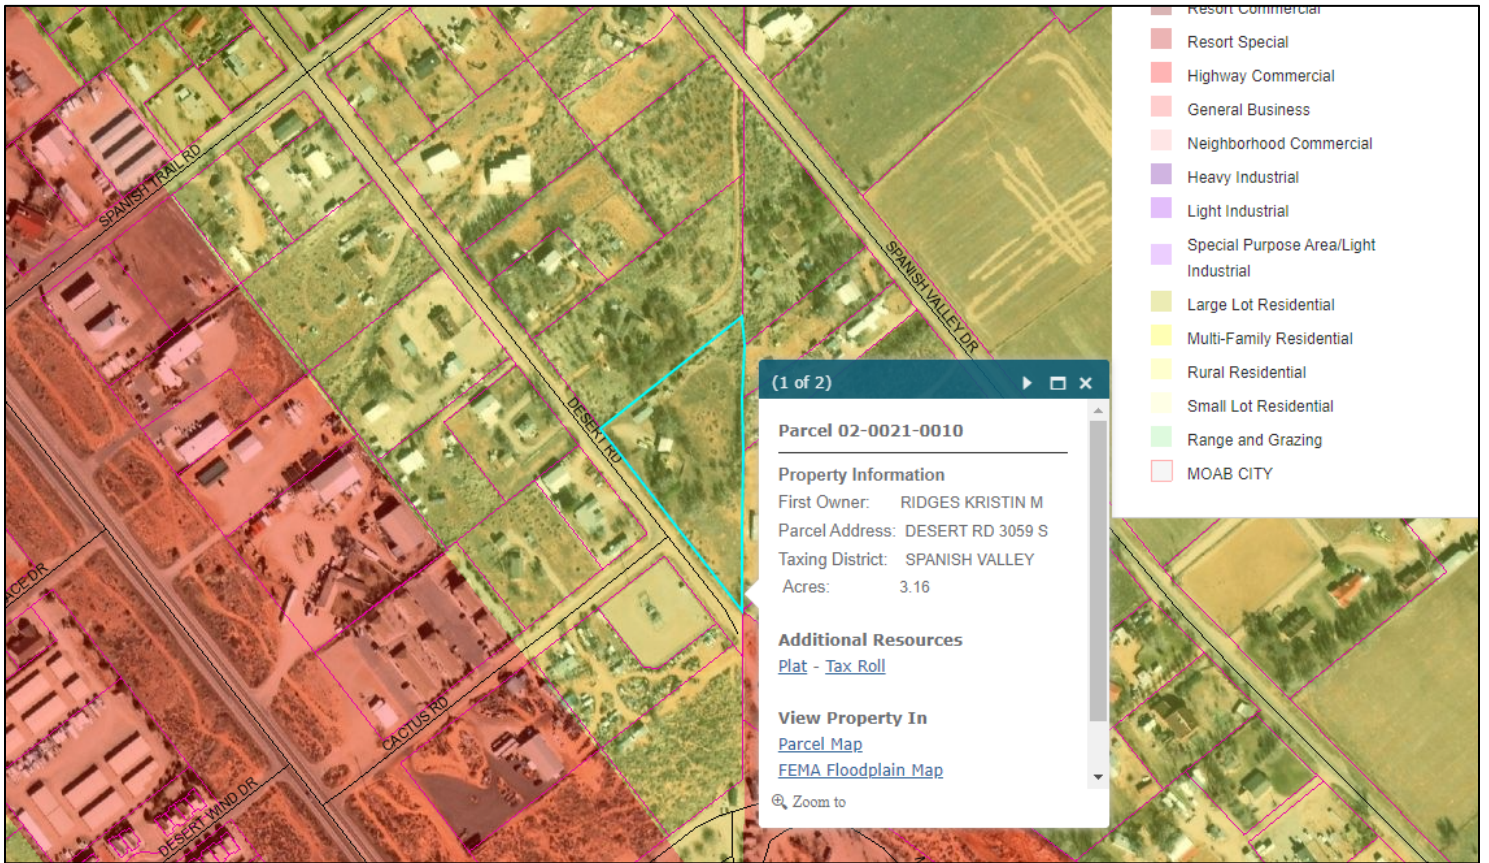 Resort Commercial
Resort Special
Highway Commercial
General Business
Neighborhood Commercial
Heavy Industrial
Light Industrial
Special Purpose Area/Light
Industrial
Large Lot Residential
Multi-Family Residential
Rural Residential
Small Lot Residential
Range and Grazing
MOAB CITY
SPANISH TRAIL RD
SPANISH VALLEY DR
DESERT RD
ACE DR
CACTUS RD
DESERT WIND DR
(1 of 2)
Parcel 02-0021-0010
Property Information
First Owner: RIDGES KRISTIN M
Parcel Address: DESERT RD 3059 S
Taxing District: SPANISH VALLEY
Acres: 3.16
Additional Resources
Plat - Tax Roll
View Property In
Parcel Map
FEMA Floodplain Map
Zoom to